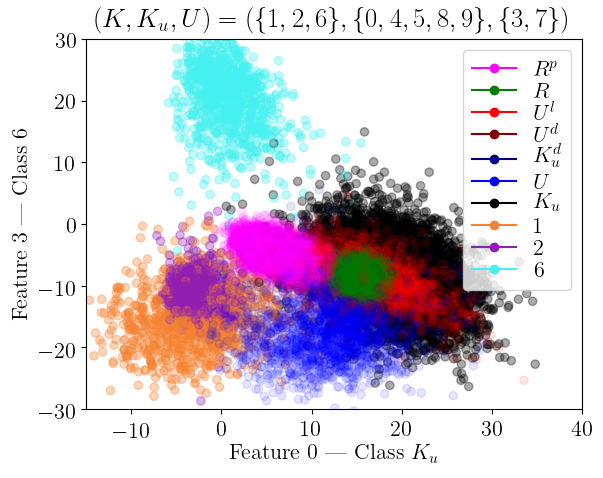 (K, K_u, U) = ({1, 2, 6}, {0, 4, 5, 8, 9}, {3, 7})
30
20
10
0
−10
−20
−30
Feature 3 — Class 6
R^p
R
U^l
U^d
K_u^d
U
K_u
1
2
6
−10
0
10
20
30
40
Feature 0 — Class K_u